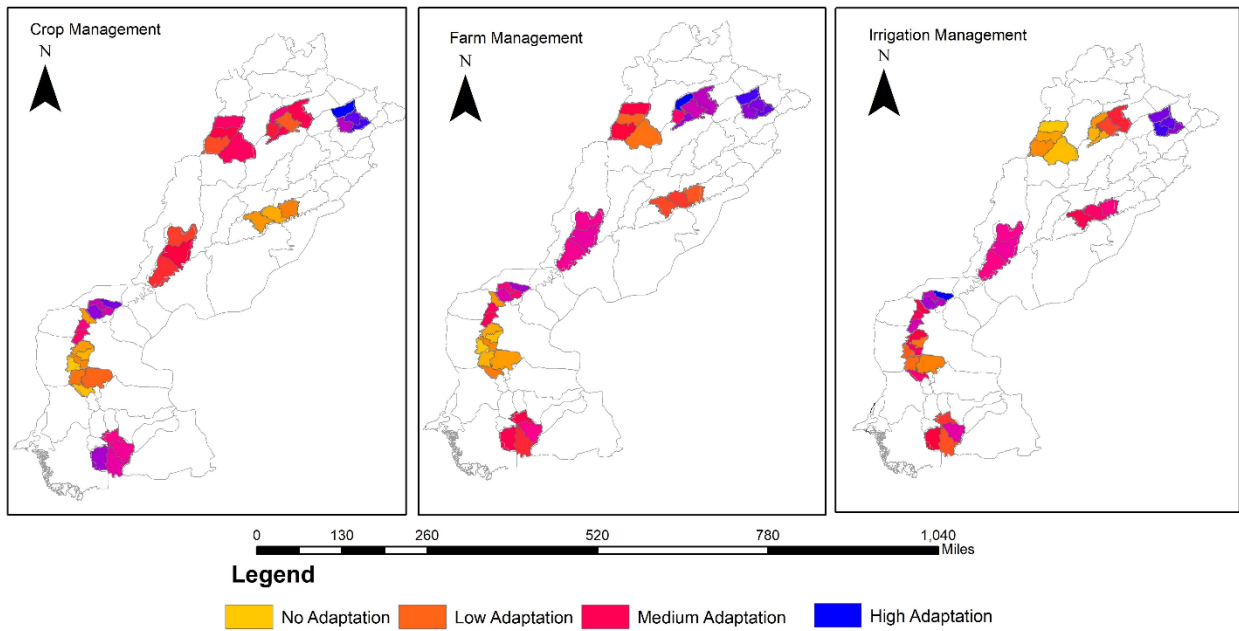 Crop Management
N
Farm Management
N
Irrigation Management
N
0 130 260 520 780 1,040
Miles
Legend
No Adaptation Low Adaptation Medium Adaptation High Adaptation